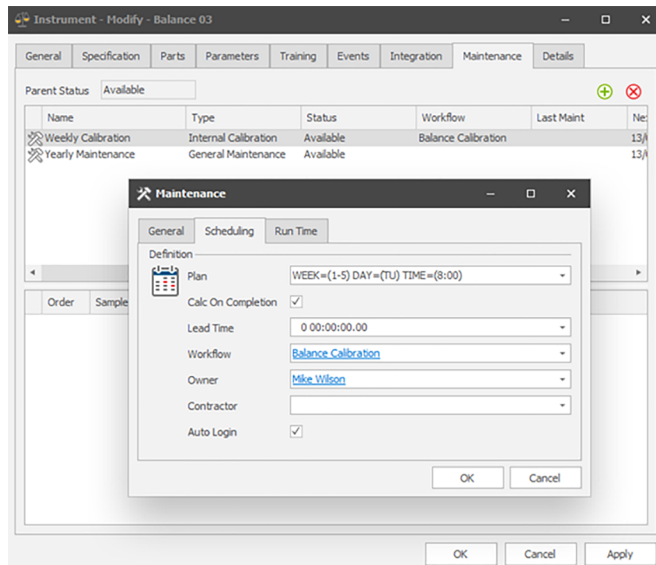 Instrument - Modify - Balance 03
General Specification Parts Parameters Training Events Integration Maintenance Details
Parent Status Available
Name Type Status Workflow Last Maint Ne
Weekly Calibration Internal Calibration Available Balance Calibration 13/
Yearly Maintenance General Maintenance Available 13/
Maintenance
General Scheduling Run Time
Definition
Plan WEEK=(1-5) DAY=(TU) TIME=(8:00)
Calc On Completion
Lead Time 0 00:00:00.00
Workflow Balance Calibration
Owner Mike Wilson
Contractor
Auto Login
Order Sample
OK Cancel
OK Cancel Apply